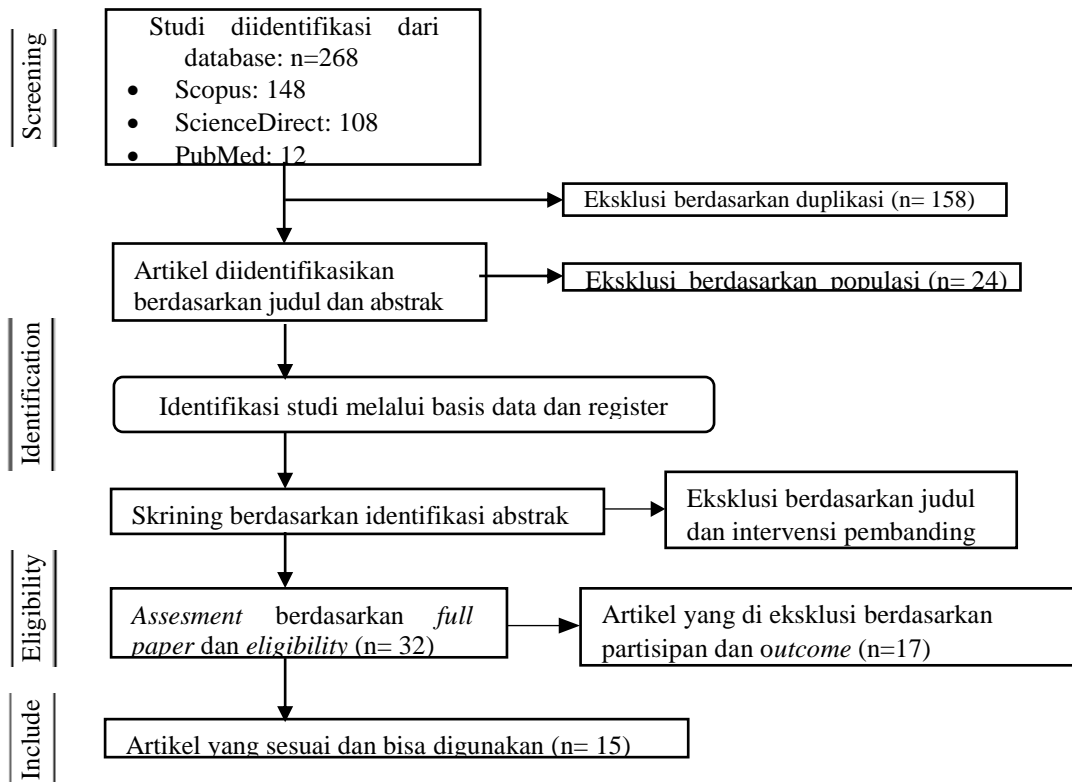 Screening
Studi diidentifikasi dari
database: n=268
• Scopus: 148
• ScienceDirect: 108
• PubMed: 12
Eksklusi berdasarkan duplikasi (n= 158)
Artikel diidentifikasikan
berdasarkan judul dan abstrak
Eksklusi berdasarkan populasi (n= 24)
Identification
Identifikasi studi melalui basis data dan register
Skrining berdasarkan identifikasi abstrak
Eksklusi berdasarkan judul
dan intervensi pembanding
Eligibility
Assesment berdasarkan full
paper dan eligibility (n= 32)
Artikel yang di eksklusi berdasarkan
partisipan dan outcome (n=17)
Include
Artikel yang sesuai dan bisa digunakan (n= 15)